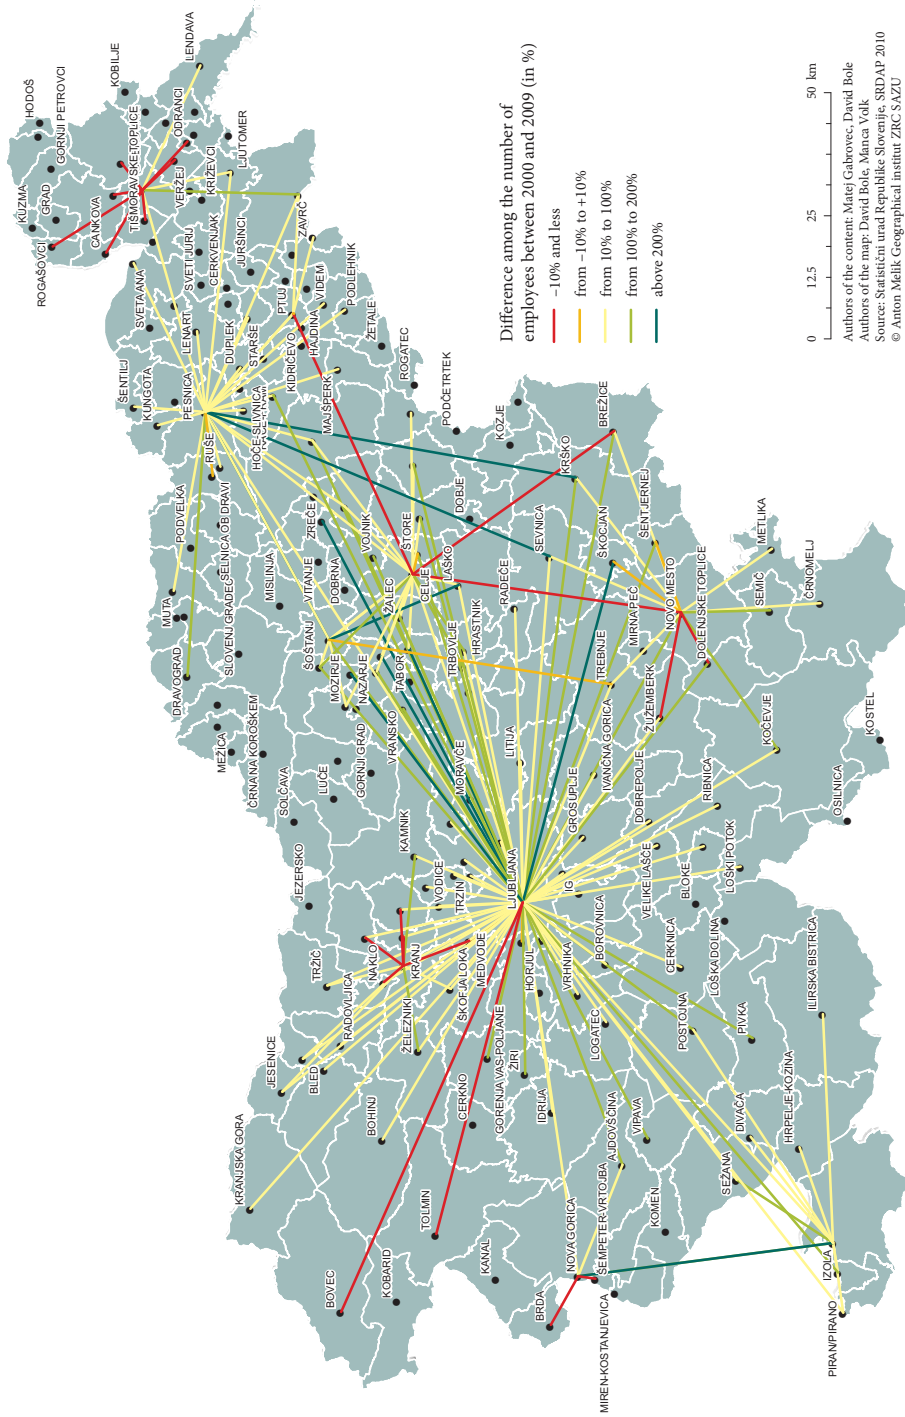 HODOŠ
GORNJI PETROVCI
KUZMA
GRAD
ROGAŠOVCI
CANKOVA
TIŠINA
MORAVSKE-TOPLICE
KOBILJE
LENDAVA
ODRANCI
VERŽEJ
KRIŽEVCI
LJUTOMER
SVETA ANA
SVETI JURIJ
CERKVENJAK
JURŠINCI
ZAVRČ
ŠENTILJ
KUNGOTA
PESNICA
LENART
DUPLEK
STARŠE
PTUJ
VIDEM
PODLEHNIK
HAJDINA
KIDRIČEVO
ŽETALE
MAJŠPERK
ROGATEC
RUŠE
HOČE-SLIVNICA
PODVELKA
SELNICA OB DRAVI
ZREČE
VOJNIK
ŠTORE
DOBJE
PODČETRTEK
KOZJE
BREŽICE
KRŠKO
SEVNICA
ŠKOCJAN
ŠENTJERNEJ
METLIKA
MUTA
DRAVOGRAD
SLOVENJ GRADEC
MISLINJA
VITANJE
DOBRNA
ŽALEC
CELJE
LAŠKO
RADEČE
ŠOŠTANJ
MOZIRJE
NAZARJE
TABOR
TRBOVLJE
HRASTNIK
TREBNJE
MIRNA PEČ
NOVO MESTO
DOLENJSKE TOPLICE
SEMIČ
ČRNOMELJ
MEŽICA
ČRNA NA KOROŠKEM
SOLČAVA
LUČE
GORNJI GRAD
VRANSKO
MORAVČE
LITIJA
IVANČNA GORICA
ŽUŽEMBERK
KOČEVJE
KOSTEL
OSILNICA
JEZERSKO
KAMNIK
VODICE
TRZIN
LJUBLJANA
IG
GROSUPLJE
DOBREPOLJE
RIBNICA
VELIKE LAŠČE
BLOKE
LOŠKI POTOK
TRŽIČ
NAKLO
KRANJ
RADOVLJICA
ŠKOFJA LOKA
MEDVODE
ŽELEZNIKI
HORJUL
VRHNIKA
BOROVNICA
CERKNICA
LOŠKA DOLINA
JESENICE
BLED
BOHINJ
CERKNO
GORENJA VAS-POLJANE
ŽIRI
LOGATEC
POSTOJNA
PIVKA
ILIRSKA BISTRICA
KRANJSKA GORA
IDRIJA
AJDOVŠČINA
VIPAVA
DIVAČA
HRPELJE-KOZINA
SEŽANA
BOVEC
KOBARID
TOLMIN
KANAL
NOVA GORICA
ŠEMPETER-VRTOJBA
KOMEN
BRDA
MIREN-KOSTANJEVICA
IZOLA
PIRAN/PIRANO
Difference among the number of
employees between 2000 and 2009 (in %)
−10% and less
from −10% to +10%
from 10% to 100%
from 100% to 200%
above 200%
0 12,5 25 50 km
Authors of the content: Matej Gabrovec, David Bole
Authors of the map: David Bole, Manca Volk
Source: Statistični urad Republike Slovenije, SRDAP 2010
© Anton Melik Geographical institut ZRC SAZU